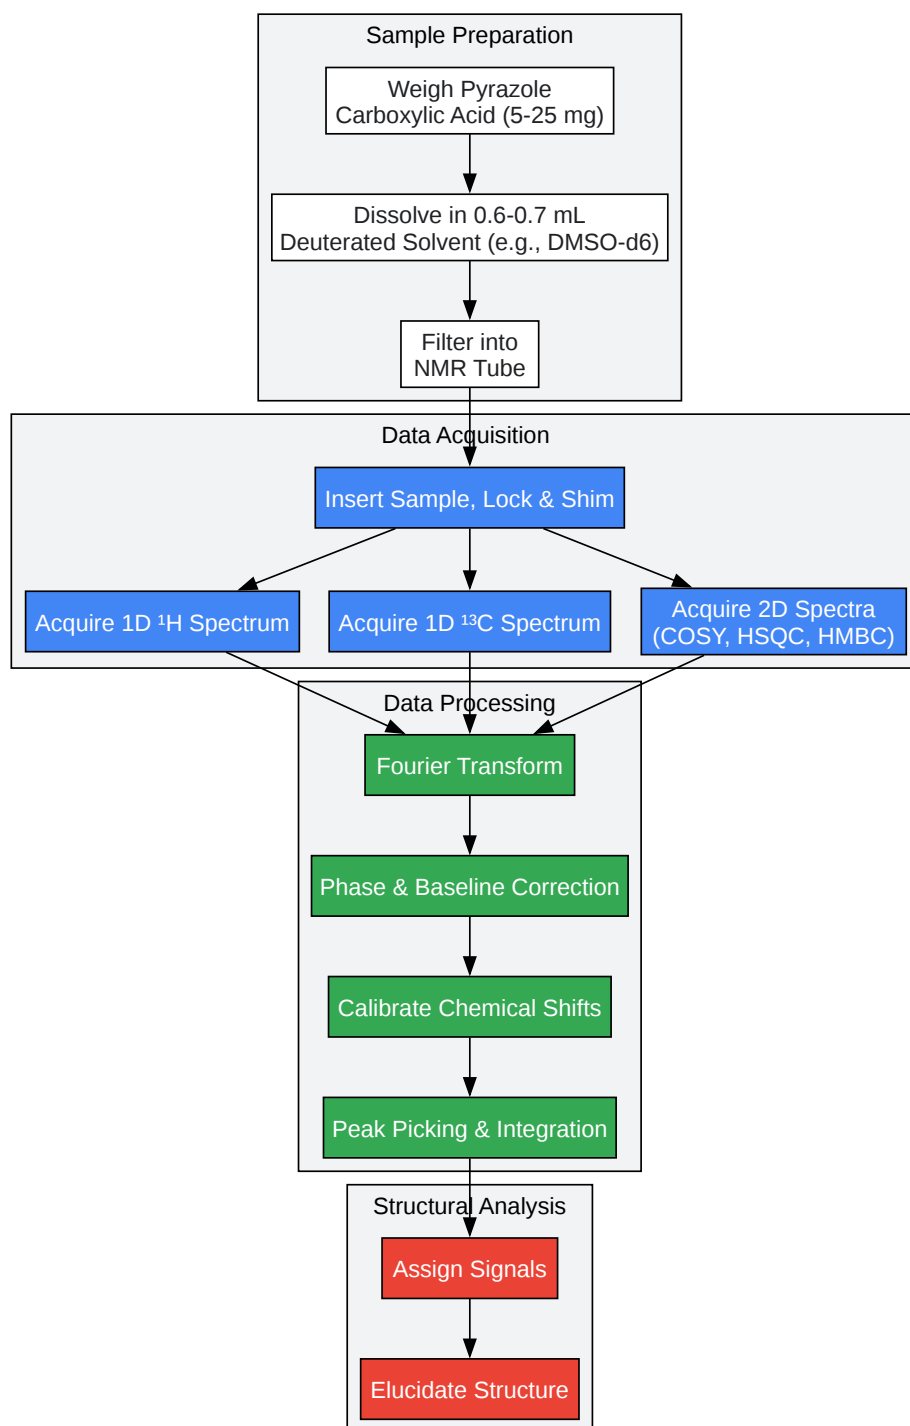 Sample Preparation
Weigh Pyrazole
Carboxylic Acid (5-25 mg)
Dissolve in 0.6-0.7 mL
Deuterated Solvent (e.g., DMSO-d6)
Filter into
NMR Tube
Data Acquisition
Insert Sample, Lock & Shim
Acquire 1D ¹H Spectrum
Acquire 1D ¹³C Spectrum
Acquire 2D Spectra
(COSY, HSQC, HMBC)
Data Processing
Fourier Transform
Phase & Baseline Correction
Calibrate Chemical Shifts
Peak Picking & Integration
Structural Analysis
Assign Signals
Elucidate Structure